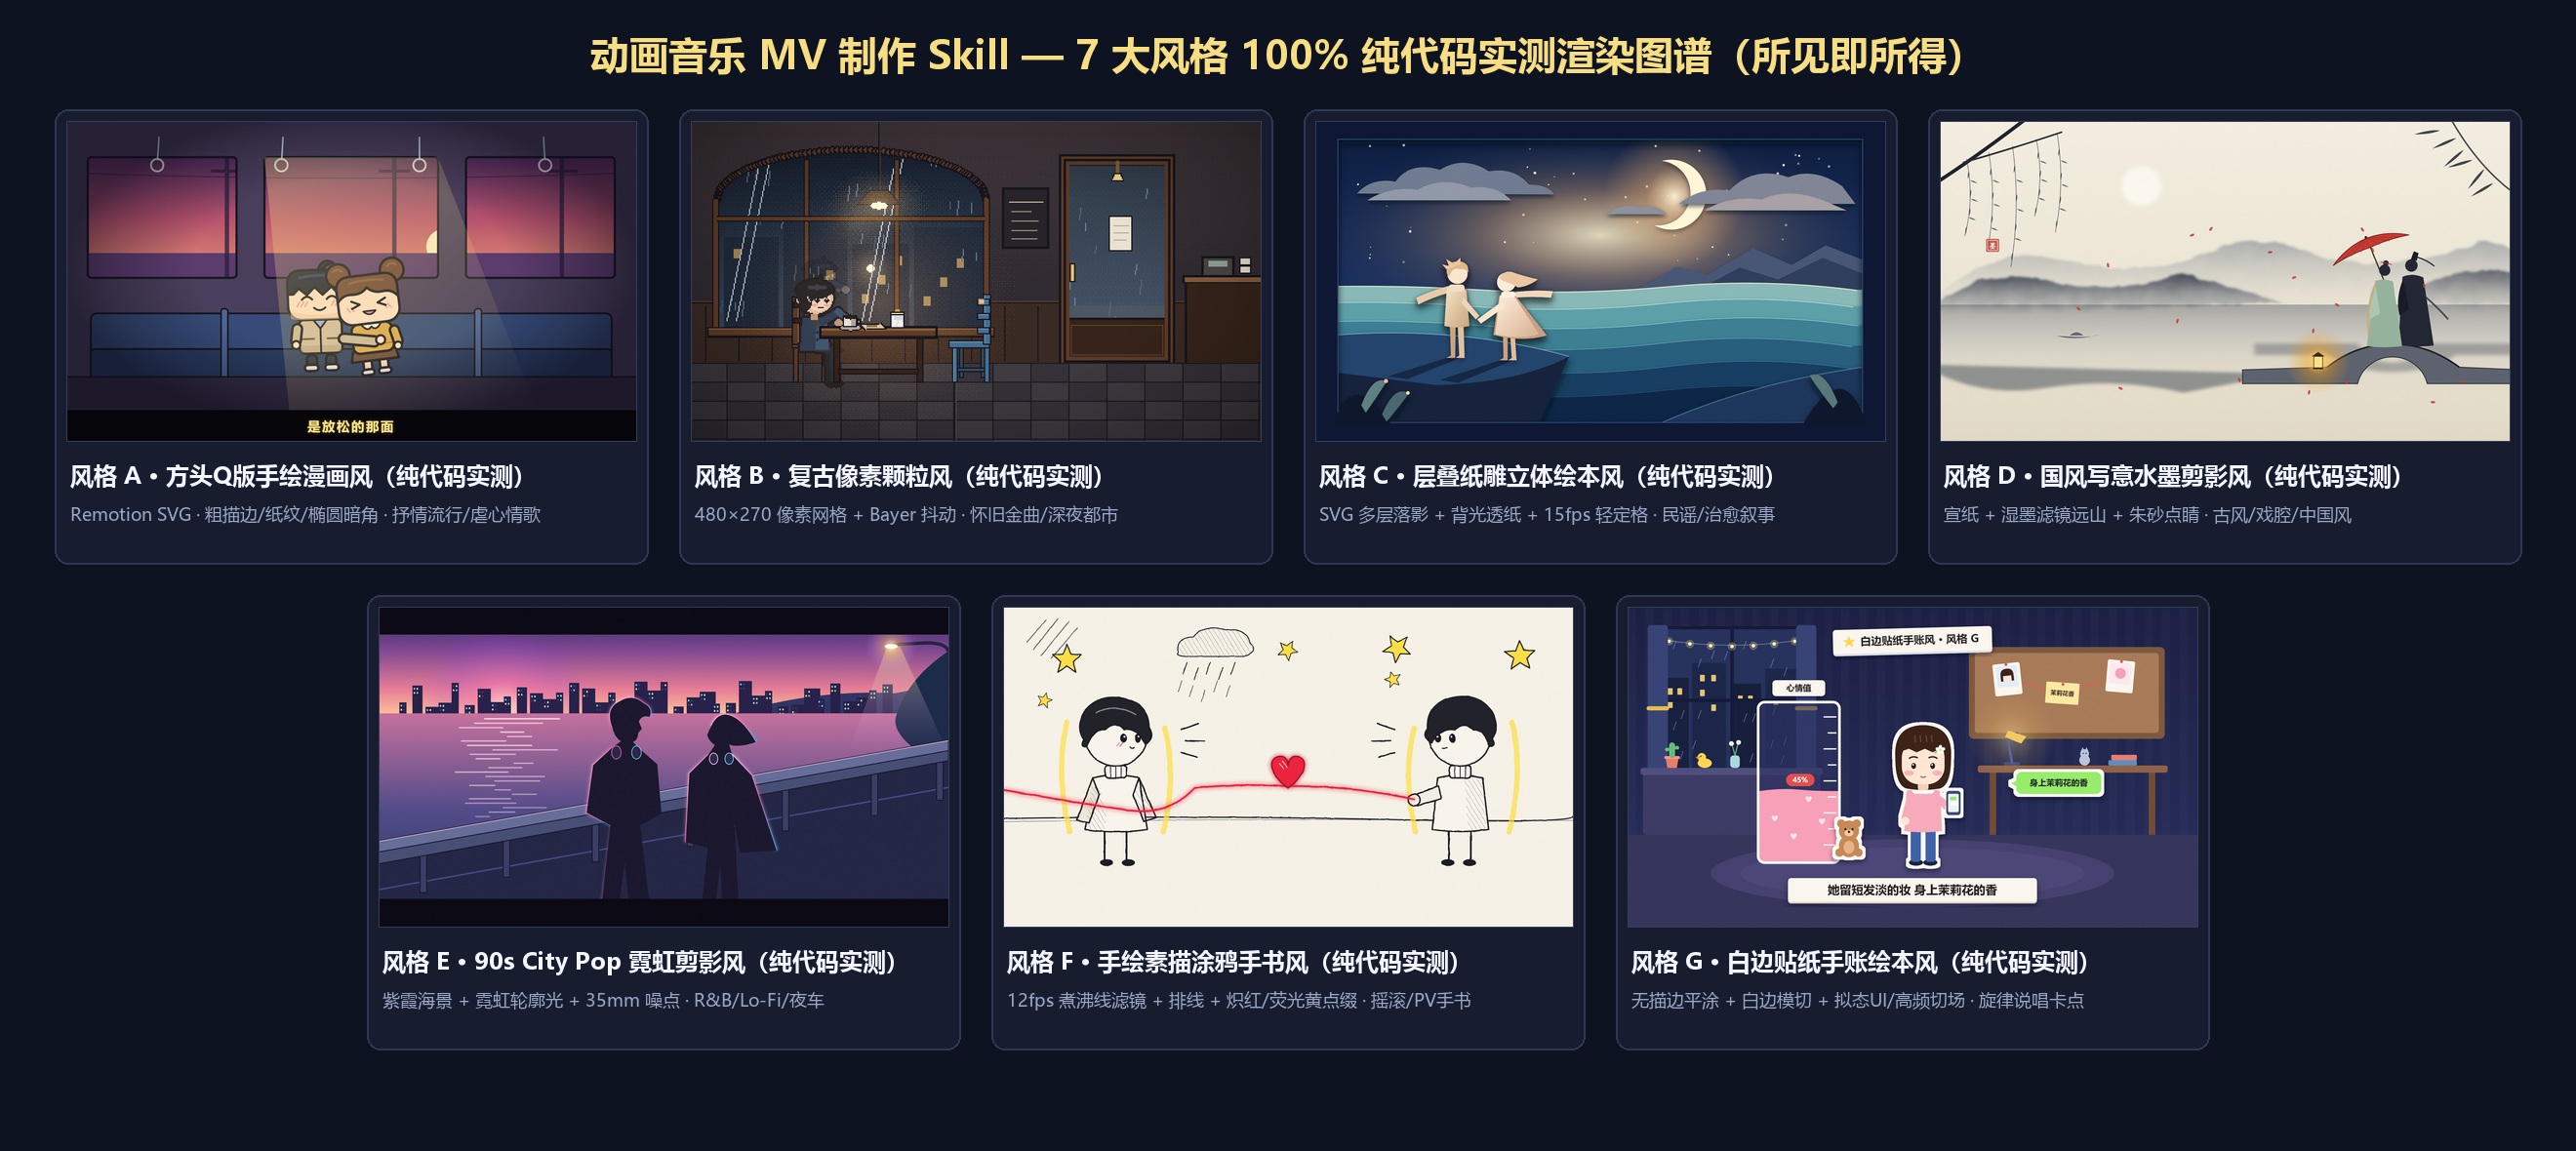 动画音乐 MV 制作 Skill — 7 大风格 100% 纯代码实测渲染图谱（所见即所得）
是放松的那面
风格 A • 方头Q版手绘漫画风（纯代码实测）
Remotion SVG · 粗描边/纸纹/椭圆暗角 · 抒情流行/虐心情歌
风格 B • 复古像素颗粒风（纯代码实测）
480×270 像素网格 + Bayer 抖动 · 怀旧金曲/深夜都市
风格 C • 层叠纸雕立体绘本风（纯代码实测）
SVG 多层落影 + 背光透纸 + 15fps 轻定格 · 民谣/治愈叙事
风格 D • 国风写意水墨剪影风（纯代码实测）
宣纸 + 湿墨滤镜远山 + 朱砂点睛 · 古风/戏腔/中国风
风格 E • 90s City Pop 霓虹剪影风（纯代码实测）
紫霞海景 + 霓虹轮廓光 + 35mm 噪点 · R&B/Lo-Fi/夜车
风格 F • 手绘素描涂鸦手书风（纯代码实测）
12fps 煮沸线滤镜 + 排线 + 炽红/荧光黄点缀 · 摇滚/PV手书
白边贴纸手账风 • 风格 G
心情值
茉莉花香
45%
身上茉莉花的香
她留短发淡的妆 身上茉莉花的香
风格 G • 白边贴纸手账绘本风（纯代码实测）
无描边平涂 + 白边模切 + 拟态UI/高频切场 · 旋律说唱卡点